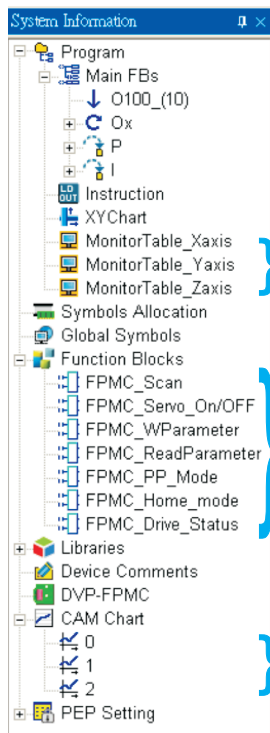 System Information
Program
Main FBs
O100_(10)
Ox
P
I
LD
OUT
Instruction
XYChart
MonitorTable_Xaxis
MonitorTable_Yaxis
MonitorTable_Zaxis
Symbols Allocation
Global Symbols
Function Blocks
FPMC_Scan
FPMC_Servo_On/OFF
FPMC_WParameter
FPMC_ReadParameter
FPMC_PP_Mode
FPMC_Home_mode
FPMC_Drive_Status
Libraries
Device Comments
DVP-FPMC
CAM Chart
0
1
2
PEP Setting